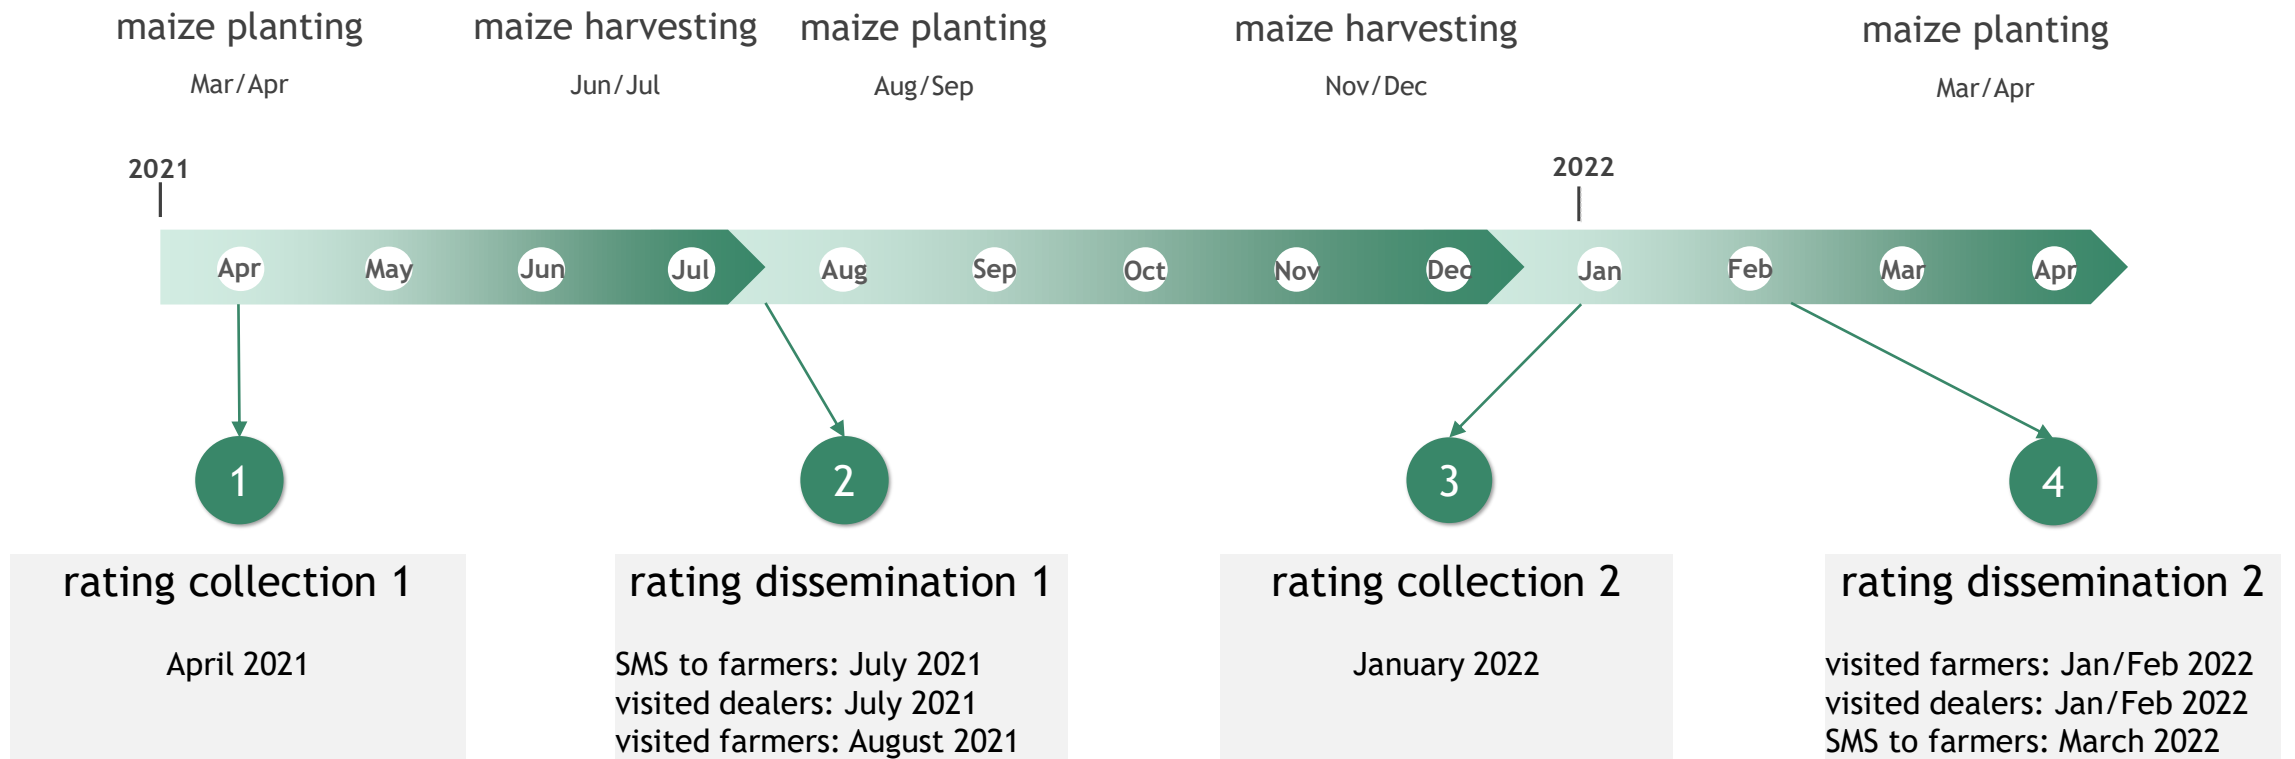 maize planting
maize harvesting
maize planting
maize harvesting
maize planting
Mar/Apr
Jun/Jul
Aug/Sep
Nov/Dec
Mar/Apr
2021
2022
Apr
May
Jun
Jul
Aug
Sep
Oct
Nov
Dec
Jan
Feb
Mar
Apr
1
2
3
4
rating collection 1
April 2021
rating dissemination 1
SMS to farmers: July 2021
visited dealers: July 2021
visited farmers: August 2021
rating collection 2
January 2022
rating dissemination 2
visited farmers: Jan/Feb 2022
visited dealers: Jan/Feb 2022
SMS to farmers: March 2022